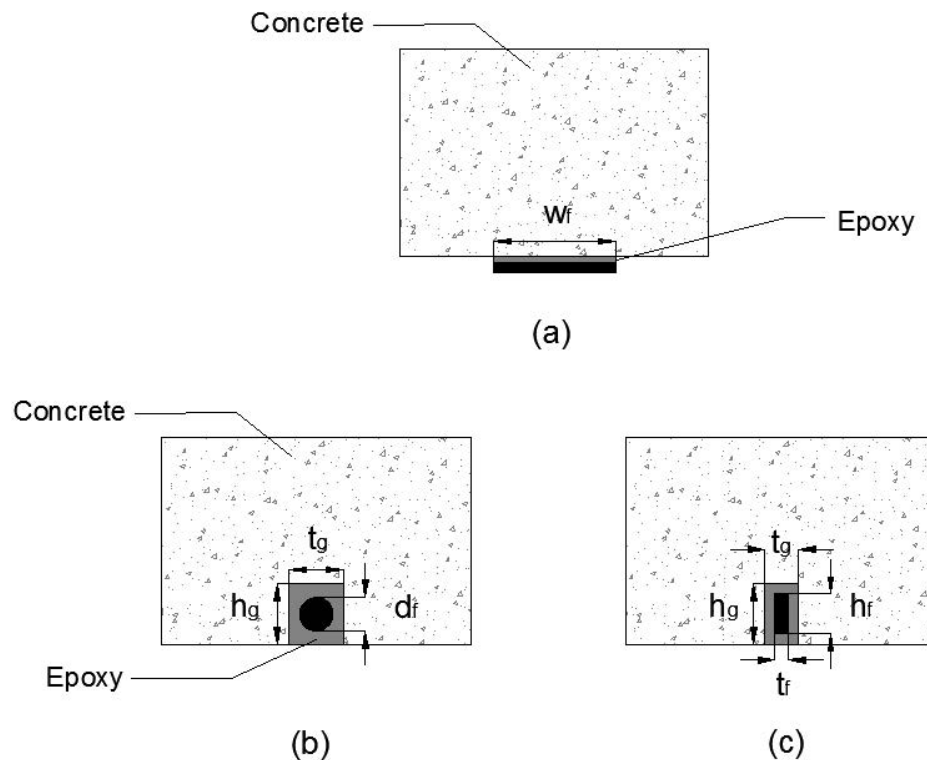 Concrete
wf
Epoxy
(a)
Concrete
tg
hg
df
Epoxy
(b)
tg
hg
hf
tf
(c)